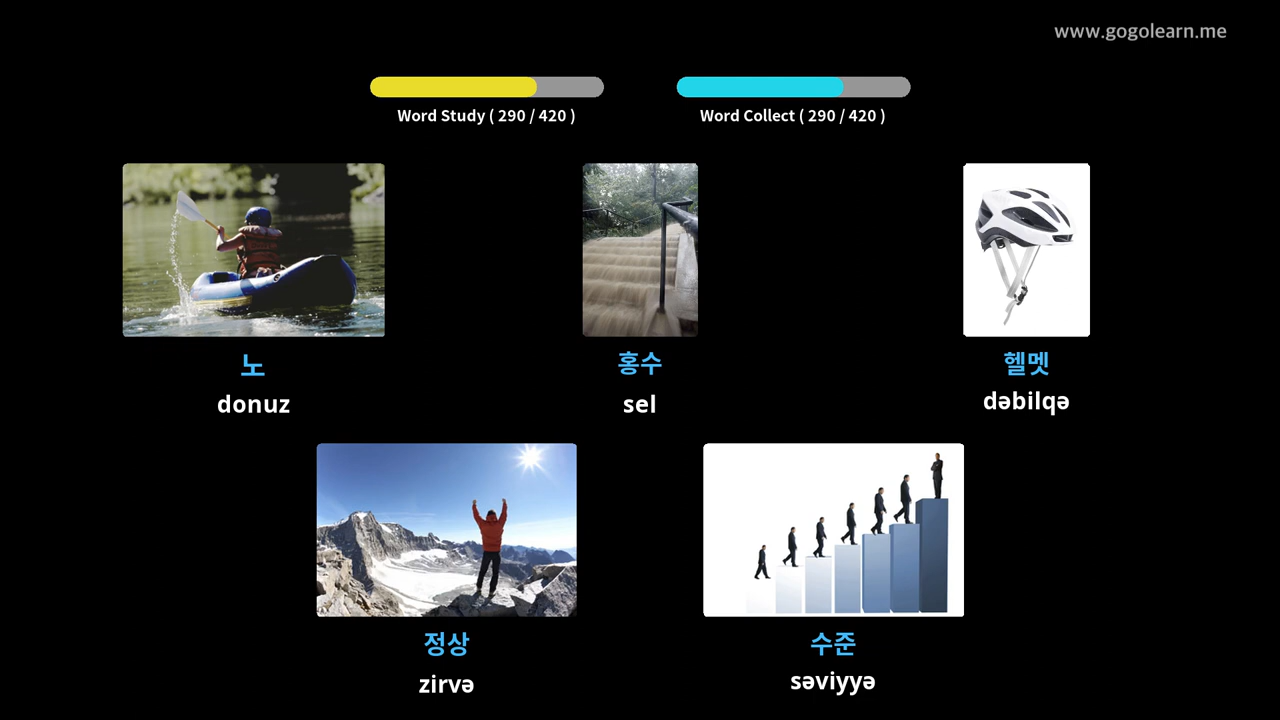 www.gogolearn.me
Word Study ( 290 / 420 )
Word Collect ( 290 / 420 )
노
donuz
홍수
sel
헬멧
dəbilqə
정상
zirvə
수준
səviyyə